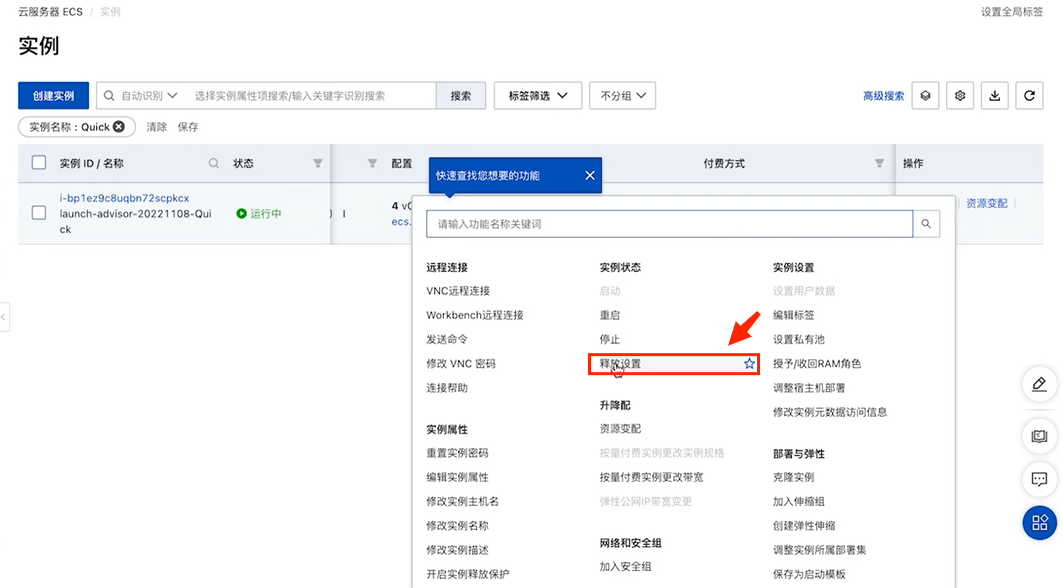 云服务器 ECS / 实例
设置全局标签
实例
创建实例
自动识别
选择实例属性项搜索/输入关键字识别搜索
搜索
标签筛选
不分组
高级搜索
实例名称：Quick
清除
保存
实例 ID / 名称
状态
配置
付费方式
操作
i-bp1ez9c8uqbn72scpkcx
launch-advisor-20221108-Qui
ck
运行中
)
I
4 vC
ecs.
资源变配
快速查找您想要的功能
请输入功能名称关键词
远程连接
VNC远程连接
Workbench远程连接
发送命令
修改 VNC 密码
连接帮助
实例属性
重置实例密码
编辑实例属性
修改实例主机名
修改实例名称
修改实例描述
开启实例释放保护
实例状态
启动
重启
停止
释放设置
升降配
资源变配
按量付费实例更改实例规格
按量付费实例更改带宽
弹性公网IP带宽变更
网络和安全组
加入安全组
实例设置
设置用户数据
编辑标签
设置私有池
授予/收回RAM角色
调整宿主机部署
修改实例元数据访问信息
部署与弹性
克隆实例
加入伸缩组
创建弹性伸缩
调整实例所属部署集
保存为启动模板